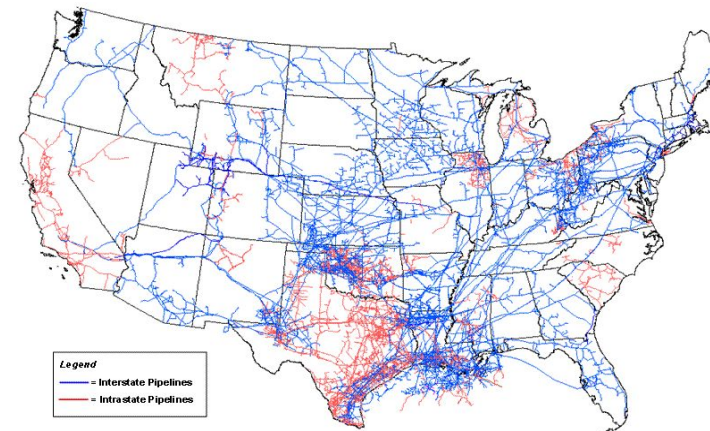 Legend
= Interstate Pipelines
= Intrastate Pipelines